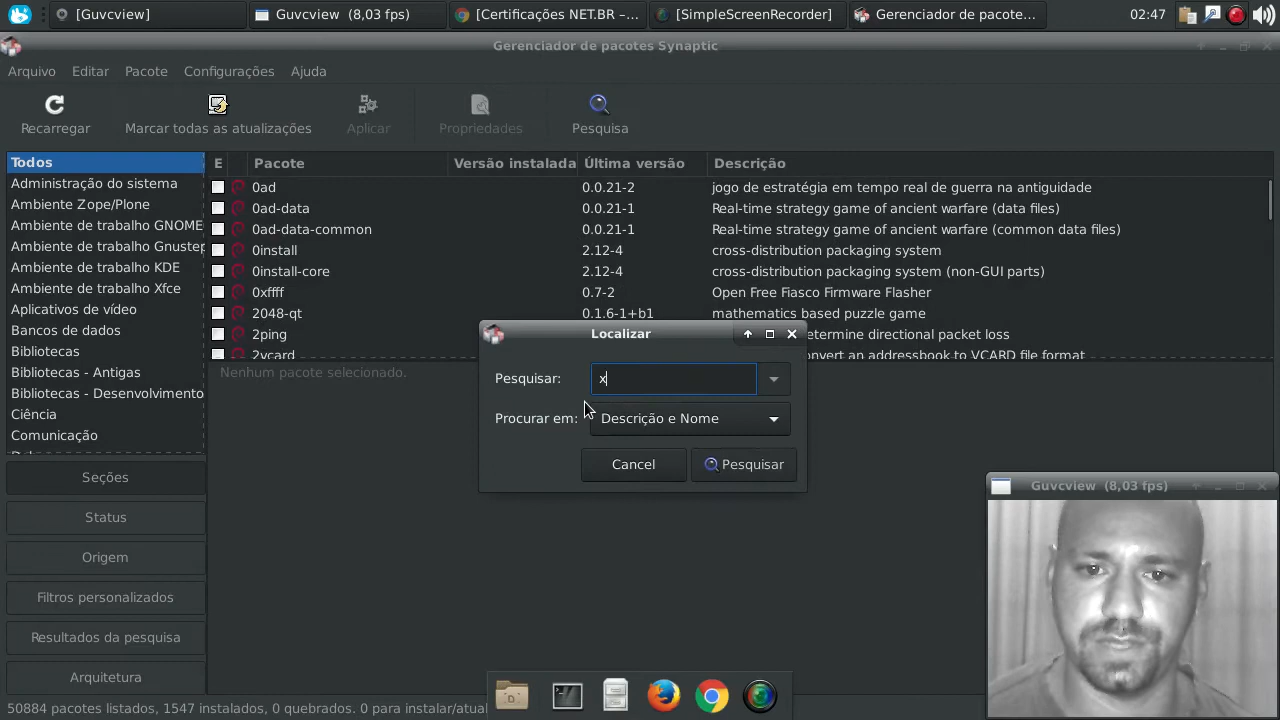 [Guvcview]
Guvcview (8,03 fps)
[Certificações NET.BR –...
[SimpleScreenRecorder]
Gerenciador de pacote...
02:47
Gerenciador de pacotes Synaptic
Arquivo Editar Pacote Configurações Ajuda
Recarregar Marcar todas as atualizações Aplicar Propriedades Pesquisa
Todos
Administração do sistema
Ambiente Zope/Plone
Ambiente de trabalho GNOME
Ambiente de trabalho Gnustep
Ambiente de trabalho KDE
Ambiente de trabalho Xfce
Aplicativos de vídeo
Bancos de dados
Bibliotecas
Bibliotecas - Antigas
Bibliotecas - Desenvolvimento
Ciência
Comunicação
Seções
Status
Origem
Filtros personalizados
Resultados da pesquisa
Arquitetura
E Pacote Versão instalada Última versão Descrição
0ad 0.0.21-2 jogo de estratégia em tempo real de guerra na antiguidade
0ad-data 0.0.21-1 Real-time strategy game of ancient warfare (data files)
0ad-data-common 0.0.21-1 Real-time strategy game of ancient warfare (common data files)
0install 2.12-4 cross-distribution packaging system
0install-core 2.12-4 cross-distribution packaging system (non-GUI parts)
0xffff 0.7-2 Open Free Fiasco Firmware Flasher
2048-qt 0.1.6-1+b1 mathematics based puzzle game
2ping etermine directional packet loss
2vcard onvert an addressbook to VCARD file format
Nenhum pacote selecionado.
Localizar
Pesquisar: x
Procurar em: Descrição e Nome
Cancel Pesquisar
Guvcview (8,03 fps)
50884 pacotes listados, 1547 instalados, 0 quebrados. 0 para instalar/atual